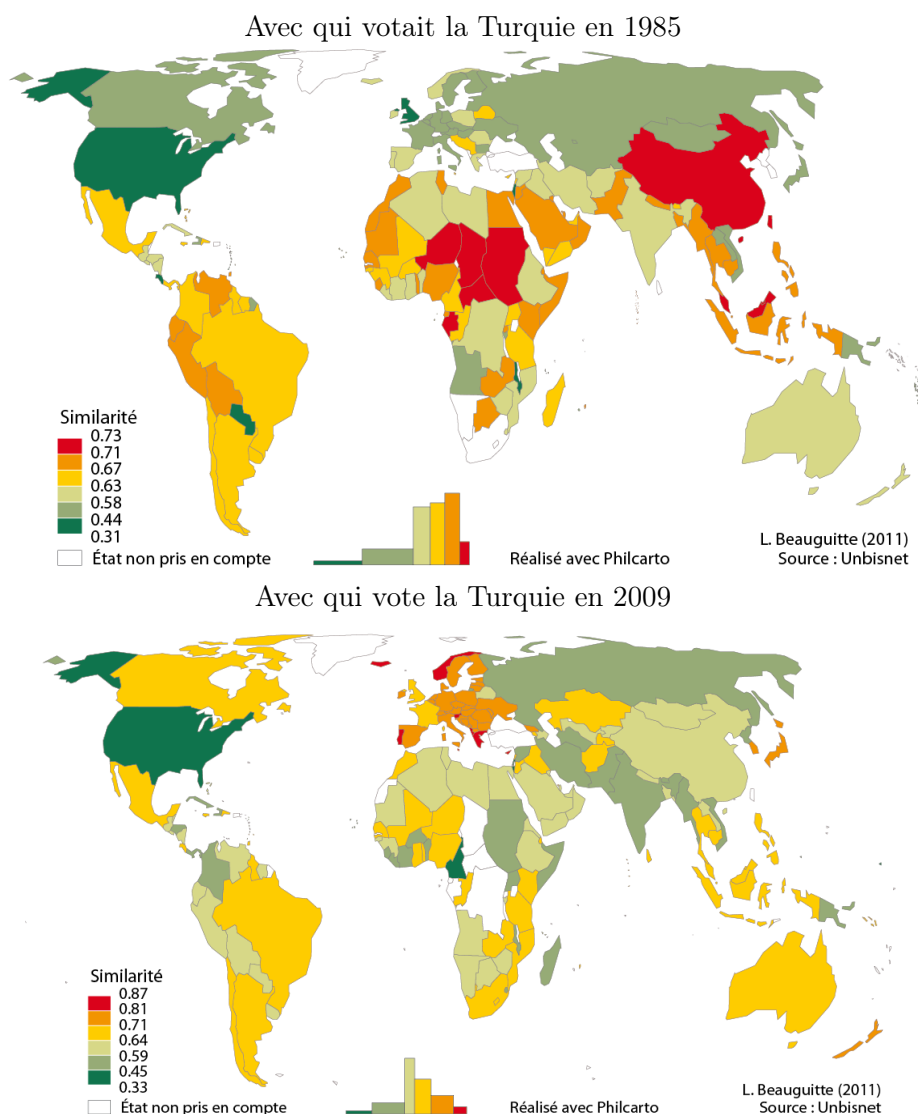 Avec qui votait la Turquie en 1985
Similarité
0.73
0.71
0.67
0.63
0.58
0.44
0.31
État non pris en compte
Réalisé avec Philcarto
L. Beauguitte (2011)
Source : Unbisnet
Avec qui vote la Turquie en 2009
Similarité
0.87
0.81
0.71
0.64
0.59
0.45
0.33
État non pris en compte
Réalisé avec Philcarto
L. Beauguitte (2011)
Source : Unbisnet